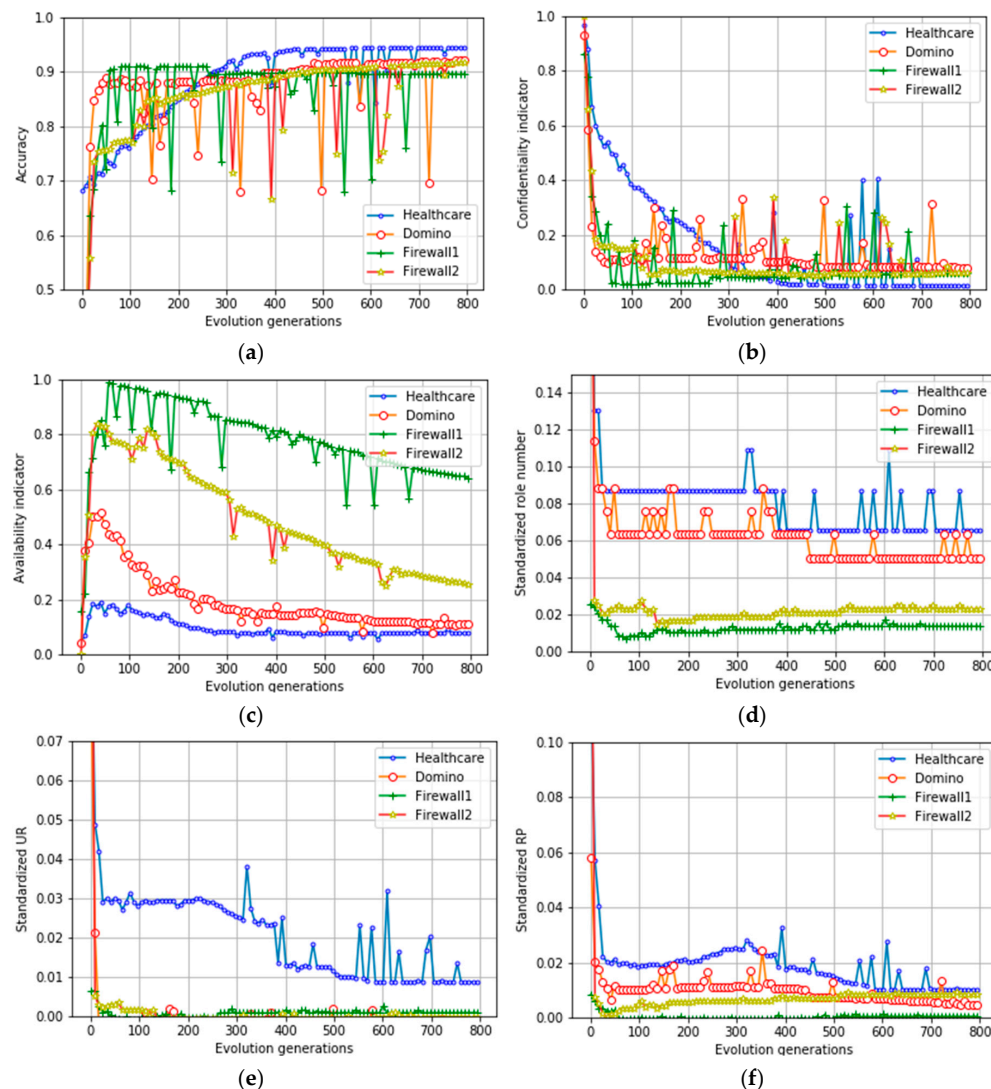 1.0
0.9
0.8
0.7
0.6
0.5
Accuracy
Healthcare
Domino
Firewall1
Firewall2
0 100 200 300 400 500 600 700 800
Evolution generations
(a)
1.0
0.8
0.6
0.4
0.2
0.0
Confidentiality indicator
Healthcare
Domino
Firewall1
Firewall2
0 100 200 300 400 500 600 700 800
Evolution generations
(b)
1.0
0.8
0.6
0.4
0.2
0.0
Availability indicator
Healthcare
Domino
Firewall1
Firewall2
0 100 200 300 400 500 600 700 800
Evolution generations
(c)
0.14
0.12
0.10
0.08
0.06
0.04
0.02
0.00
Standardized role number
Healthcare
Domino
Firewall1
Firewall2
0 100 200 300 400 500 600 700 800
Evolution generations
(d)
0.07
0.06
0.05
0.04
0.03
0.02
0.01
0.00
Standardized UR
Healthcare
Domino
Firewall1
Firewall2
0 100 200 300 400 500 600 700 800
Evolution generations
(e)
0.10
0.08
0.06
0.04
0.02
0.00
Standardized RP
Healthcare
Domino
Firewall1
Firewall2
0 100 200 300 400 500 600 700 800
Evolution generations
(f)